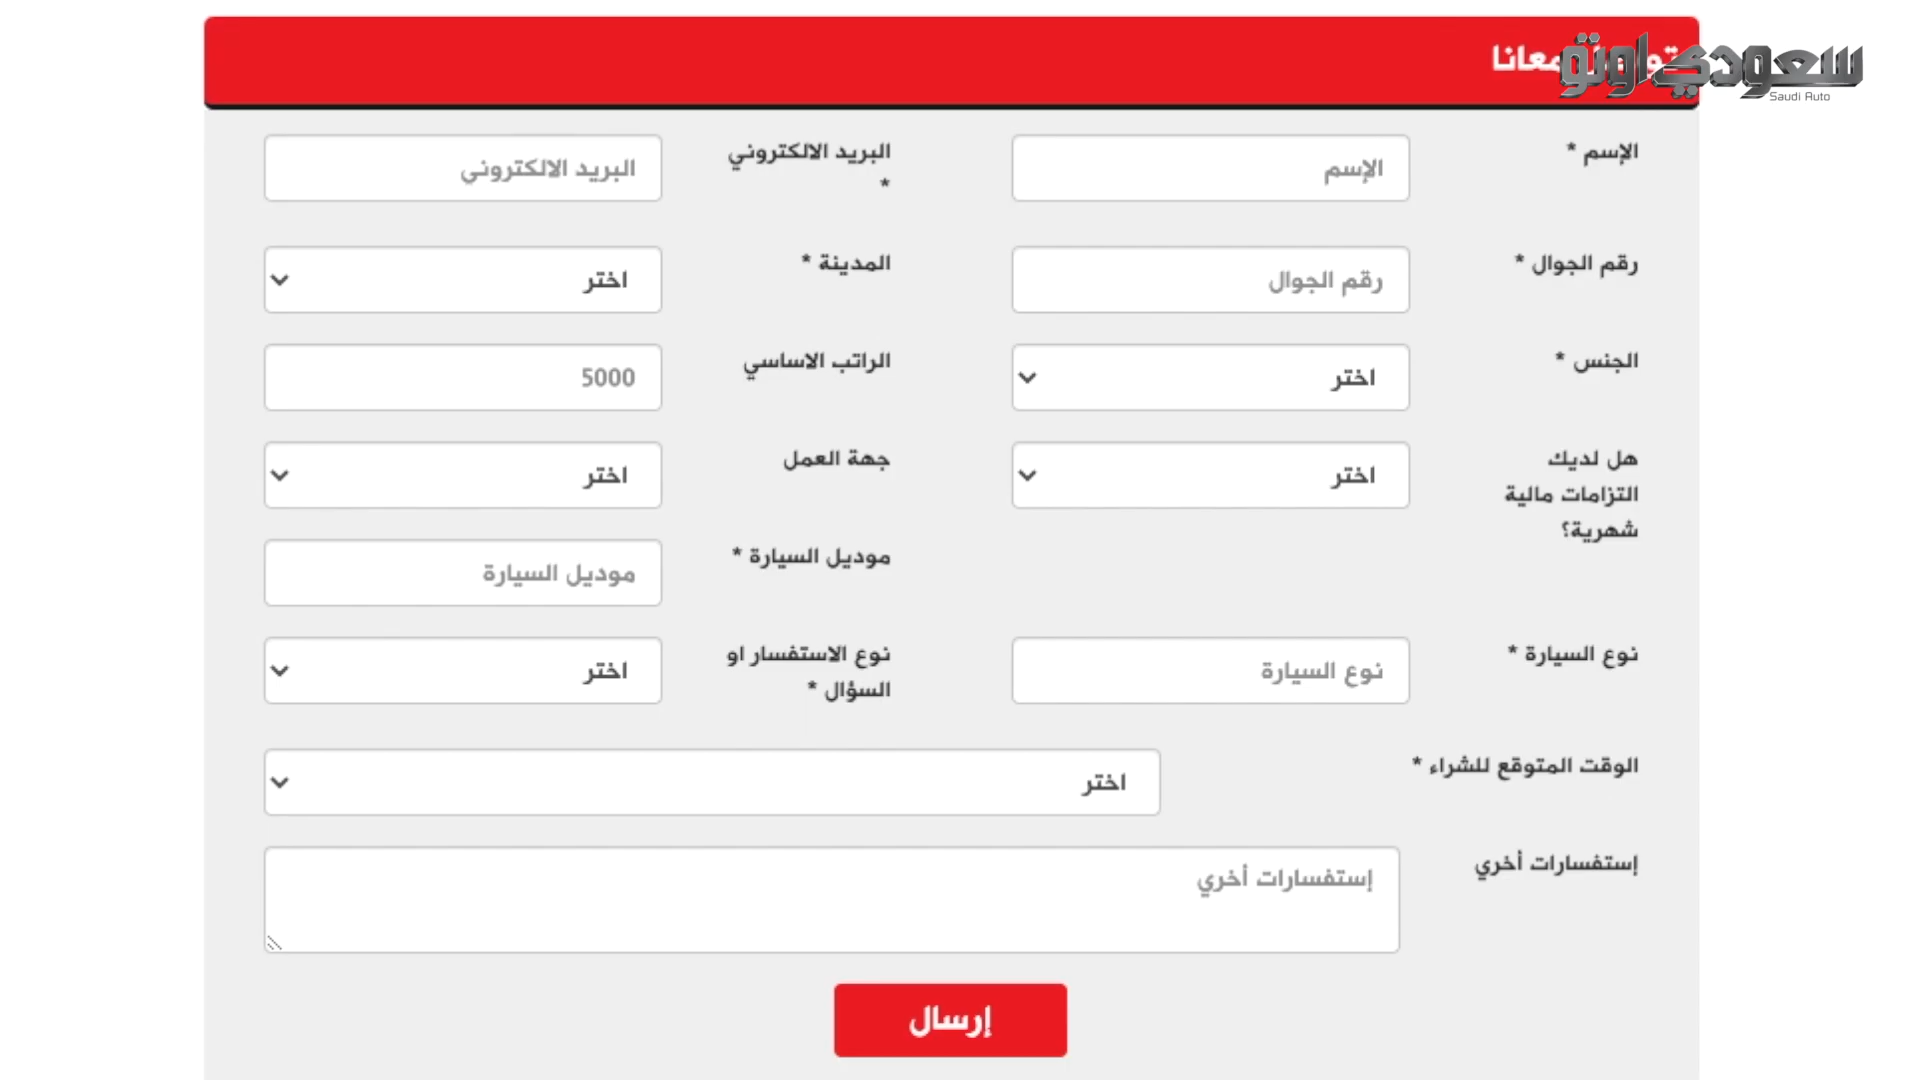 معانا
سعودي اوتو
Saudi Auto
الإسم *
الإسم
البريد الالكتروني
*
البريد الالكتروني
رقم الجوال *
رقم الجوال
المدينة *
اختر
الجنس *
اختر
الراتب الاساسي
5000
هل لديك
التزامات مالية
شهرية؟
اختر
جهة العمل
اختر
موديل السيارة *
موديل السيارة
نوع السيارة *
نوع السيارة
نوع الاستفسار او
السؤال *
اختر
الوقت المتوقع للشراء *
اختر
إستفسارات أخري
إستفسارات أخري
إرسال